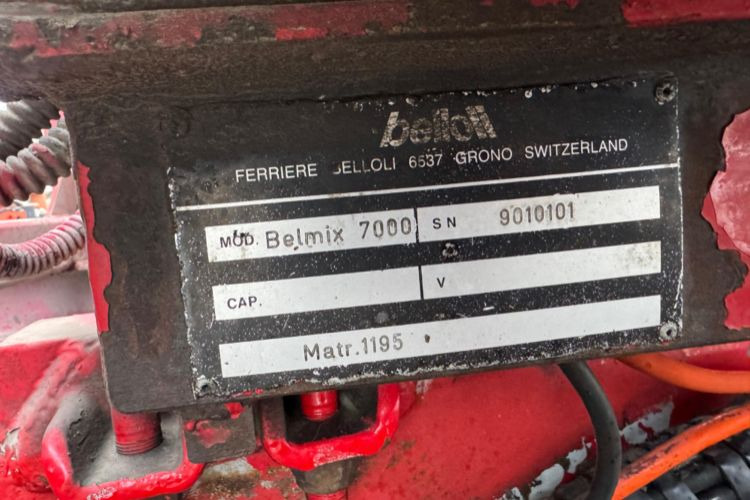 belloli
FERRIERE BELLOLI 6537 GRONO SWITZERLAND
MOD. Belmix 7000 SN 9010101
CAP. V
Matr.1195